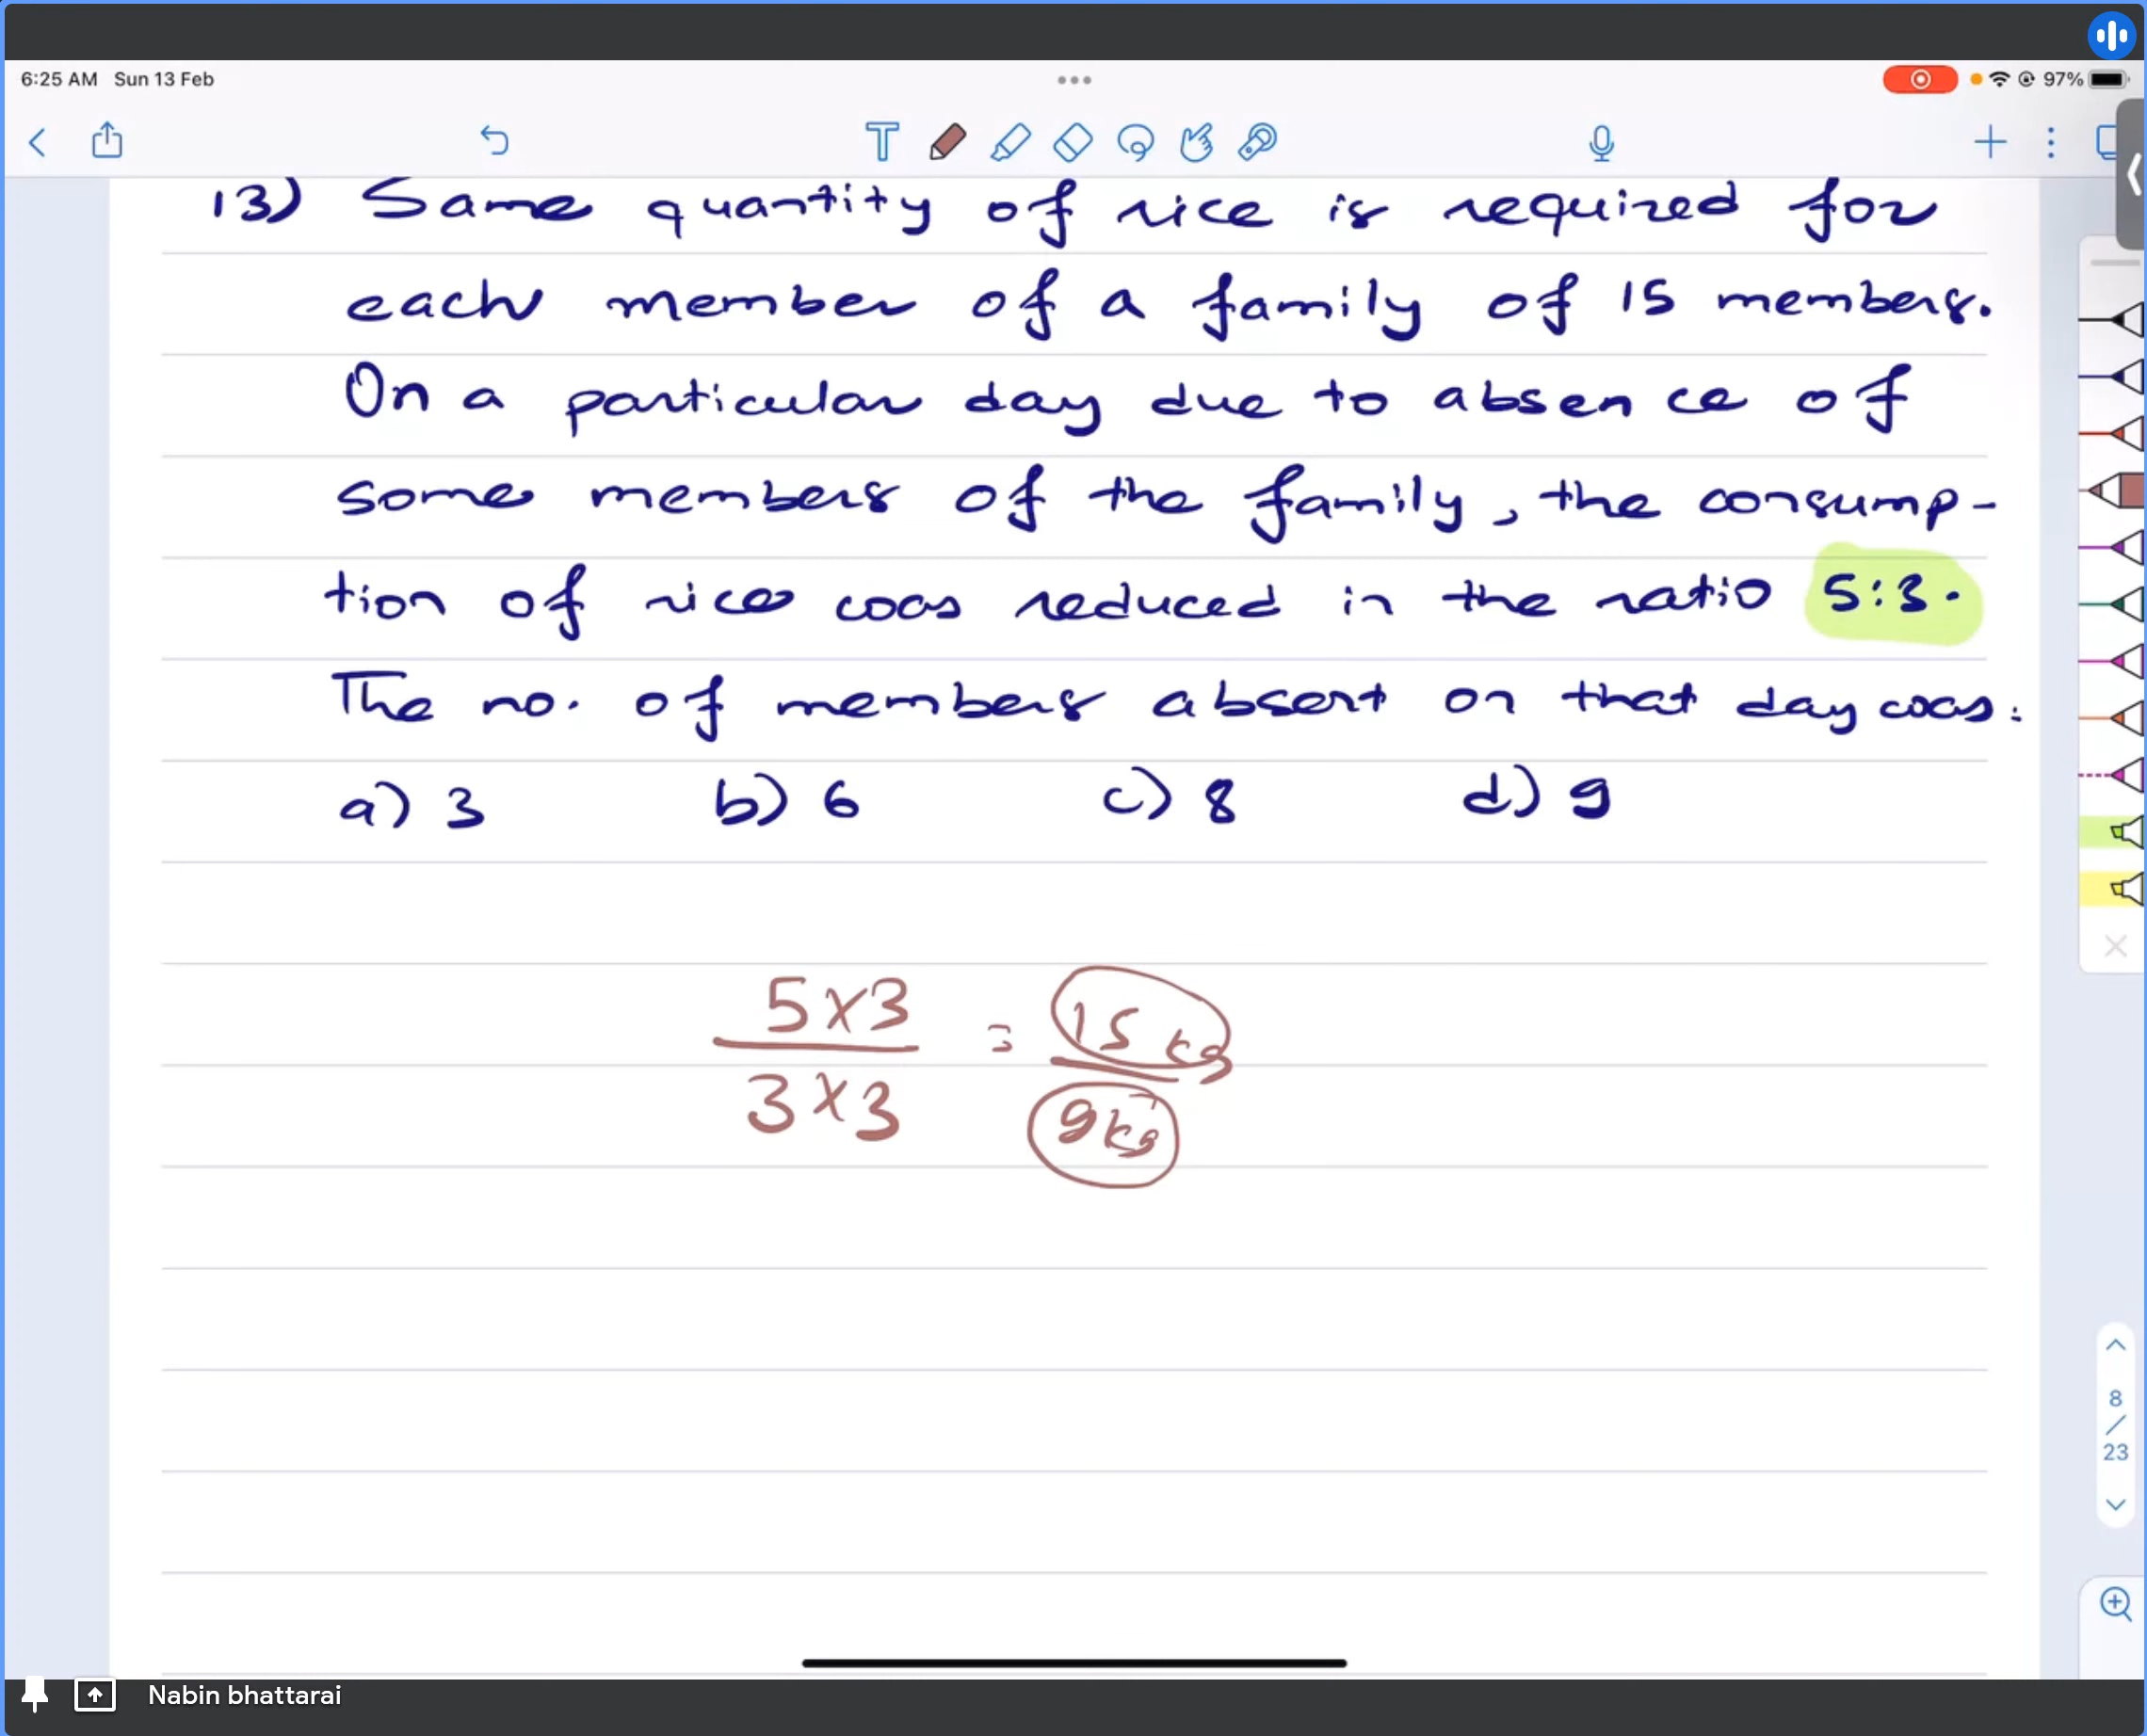 6:25 AM Sun 13 Feb
97%
13) Same quantity of rice is required for
each member of a family of 15 members.
On a particular day due to absence of
some members of the family, the consump-
tion of rice was reduced in the ratio 5:3.
The no. of members absent on that day was:
a) 3 b) 6 c) 8 d) 9
5×3
3×3
=
15 kg
9kg
8
/
23
Nabin bhattarai